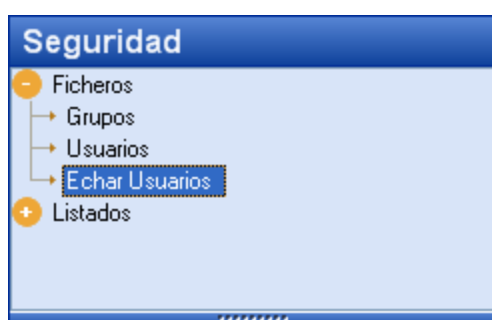 Seguridad
Ficheros
Grupos
Usuarios
Echar Usuarios
Listados